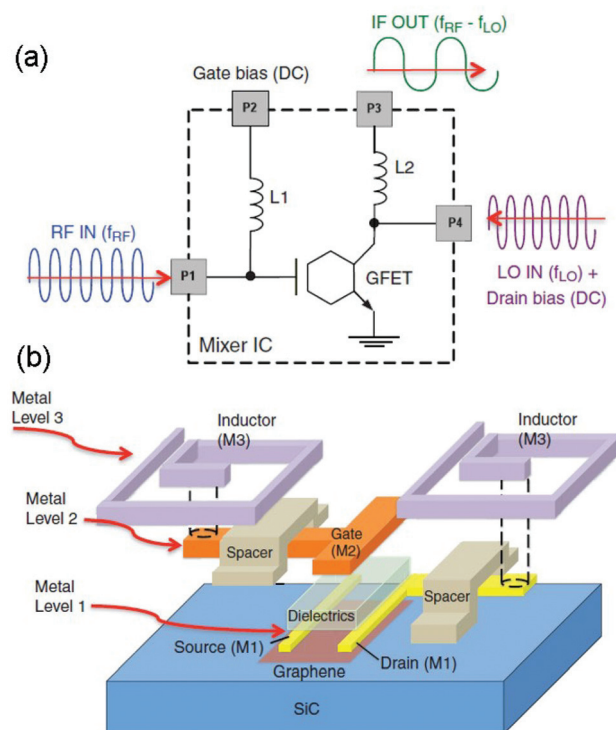 (a)
IF OUT (fRF - fLO)
Gate bias (DC)
P2
P3
L1
L2
RF IN (fRF)
P1
P4
GFET
LO IN (fLO) +
Drain bias (DC)
Mixer IC
(b)
Metal
Level 3
Inductor
(M3)
Inductor
(M3)
Metal
Level 2
Spacer
Gate
(M2)
Metal
Level 1
Dielectrics
Spacer
Source (M1)
Drain (M1)
Graphene
SiC